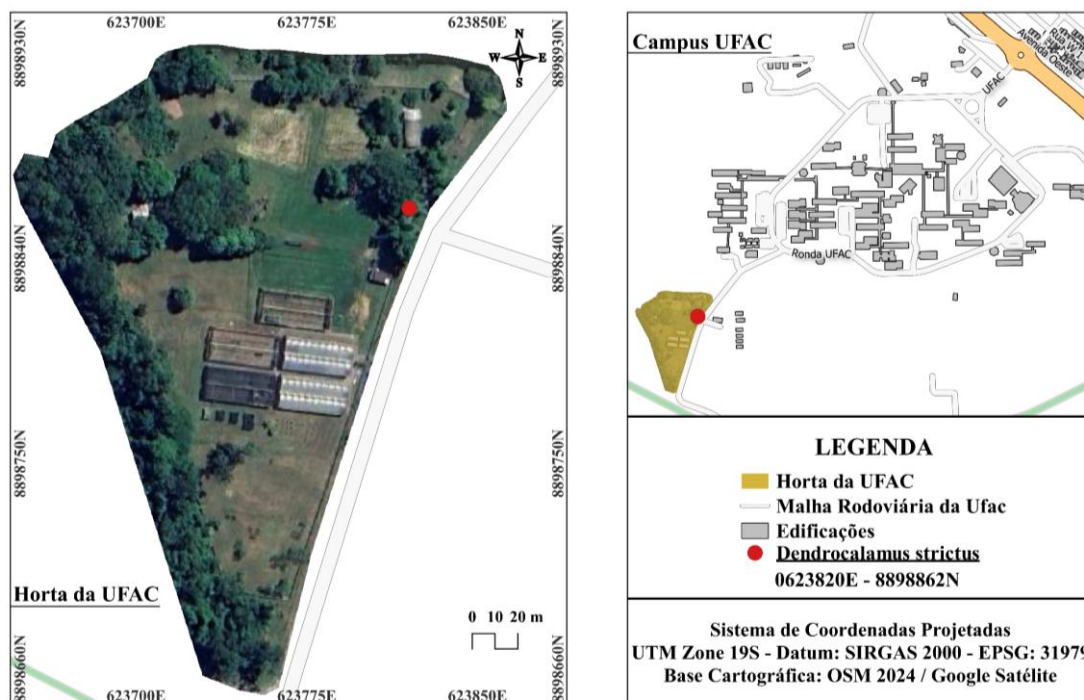 623700E
623775E
623850E
8898930N
8898930N
N
W
E
S
8898840N
8898840N
8898750N
8898750N
Horta da UFAC
0 10 20 m
8898660N
8898660N
623700E
623775E
623850E
Campus UFAC
Avenida Oeste
UFAC
Ronda UFAC
LEGENDA
Horta da UFAC
Malha Rodoviária da Ufac
Edificações
Dendrocalamus strictus
0623820E - 8898862N
Sistema de Coordenadas Projetadas
UTM Zone 19S - Datum: SIRGAS 2000 - EPSG: 31979
Base Cartográfica: OSM 2024 / Google Satélite